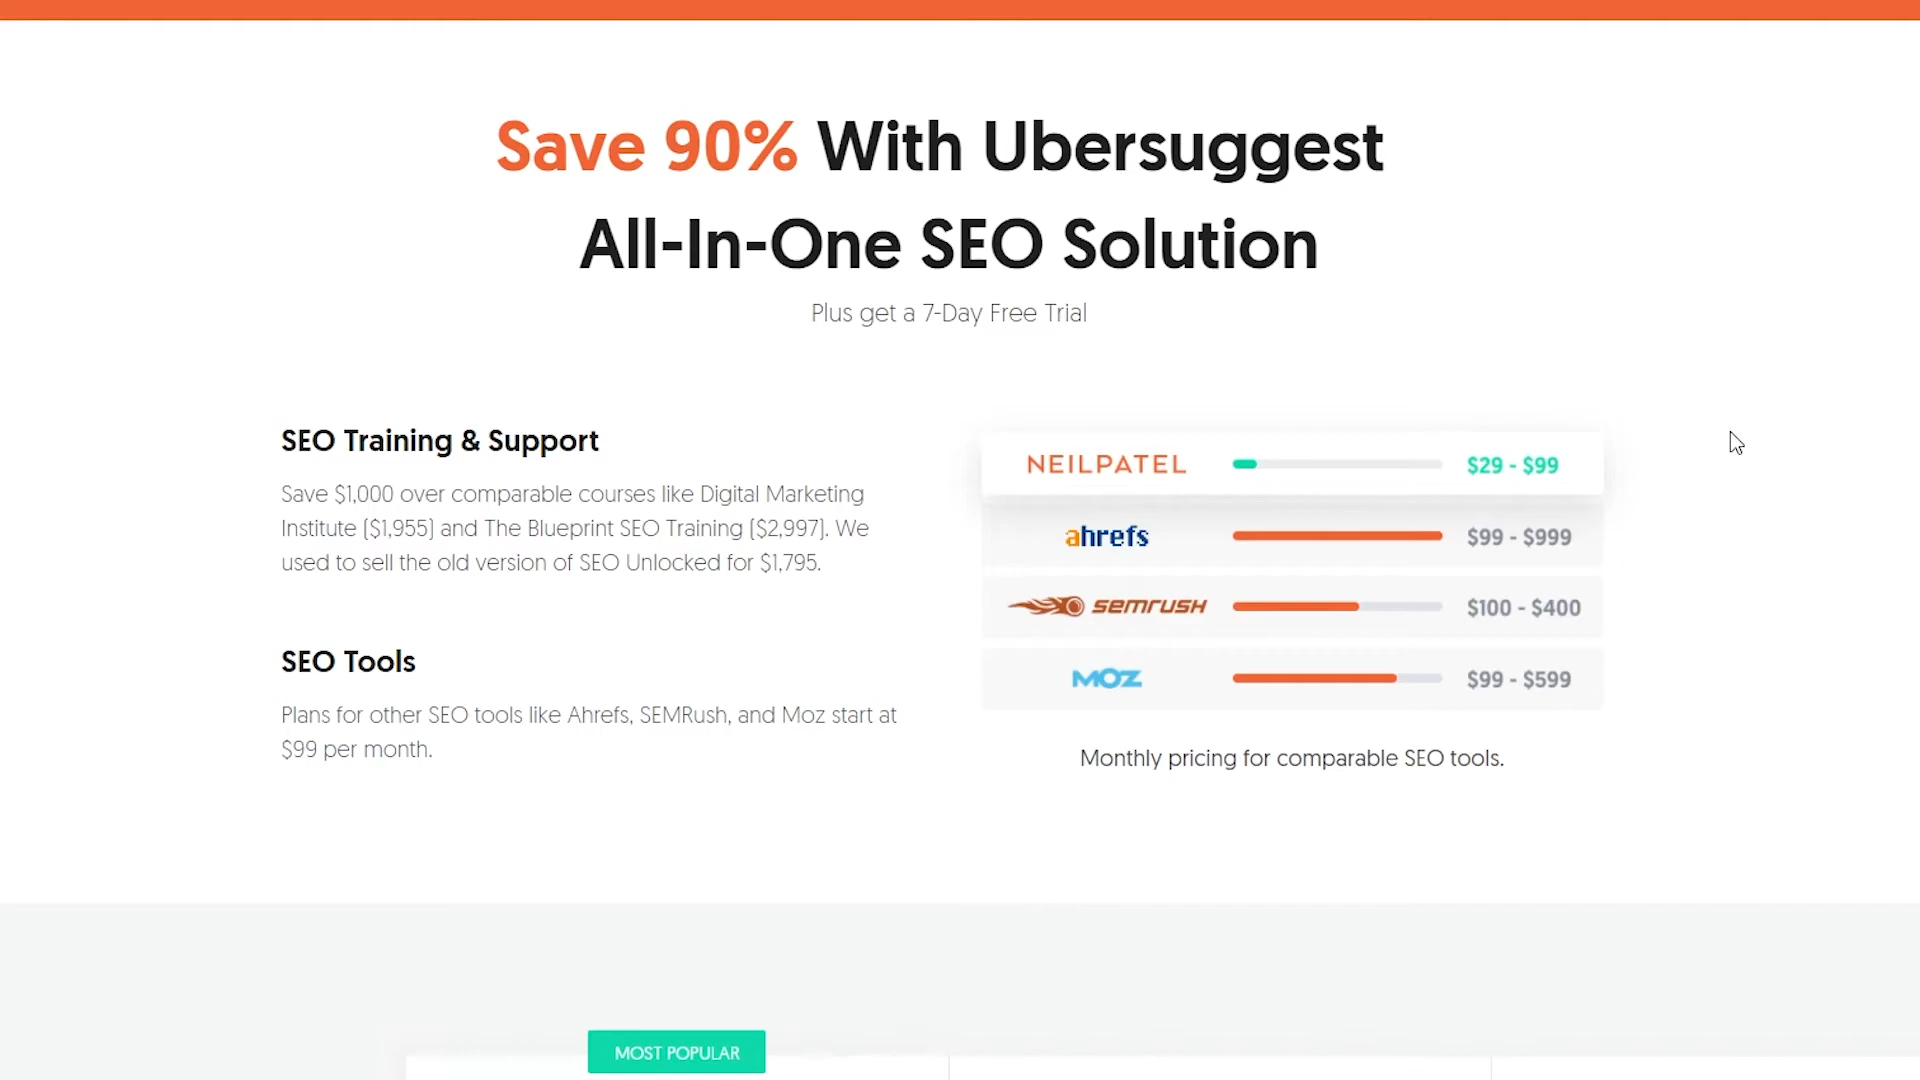 Save 90% With Ubersuggest
All-In-One SEO Solution
Plus get a 7-Day Free Trial
SEO Training & Support
Save $1,000 over comparable courses like Digital Marketing
Institute ($1,955) and The Blueprint SEO Training ($2,997). We
used to sell the old version of SEO Unlocked for $1,795.
SEO Tools
Plans for other SEO tools like Ahrefs, SEMRush, and Moz start at
$99 per month.
NEILPATEL $29 - $99
ahrefs $99 - $999
SEMRUSH $100 - $400
MOZ $99 - $599
Monthly pricing for comparable SEO tools.
MOST POPULAR